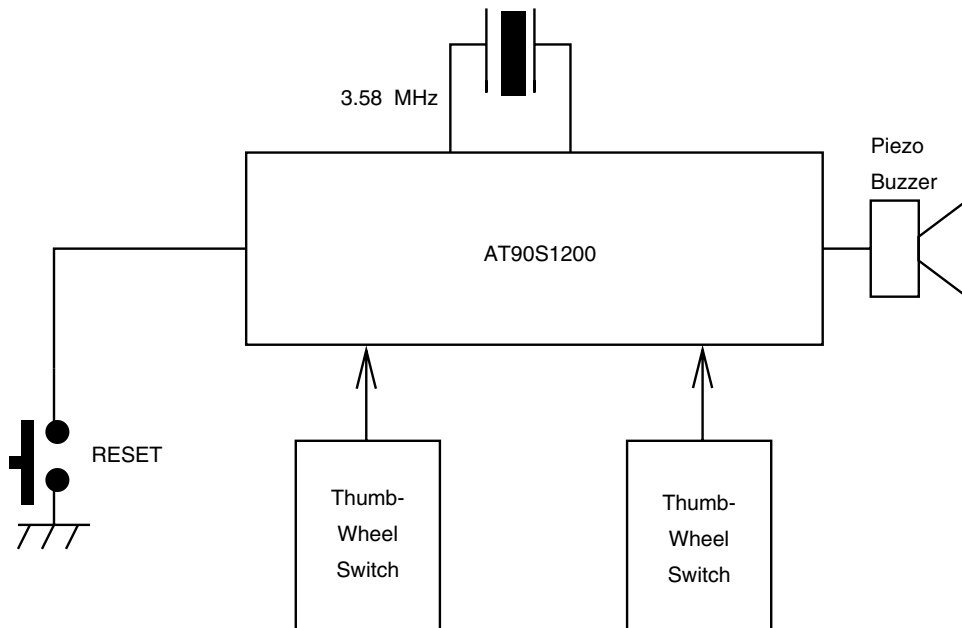 3.58 MHz
Piezo
Buzzer
AT90S1200
RESET
Thumb-
Wheel
Switch
Thumb-
Wheel
Switch